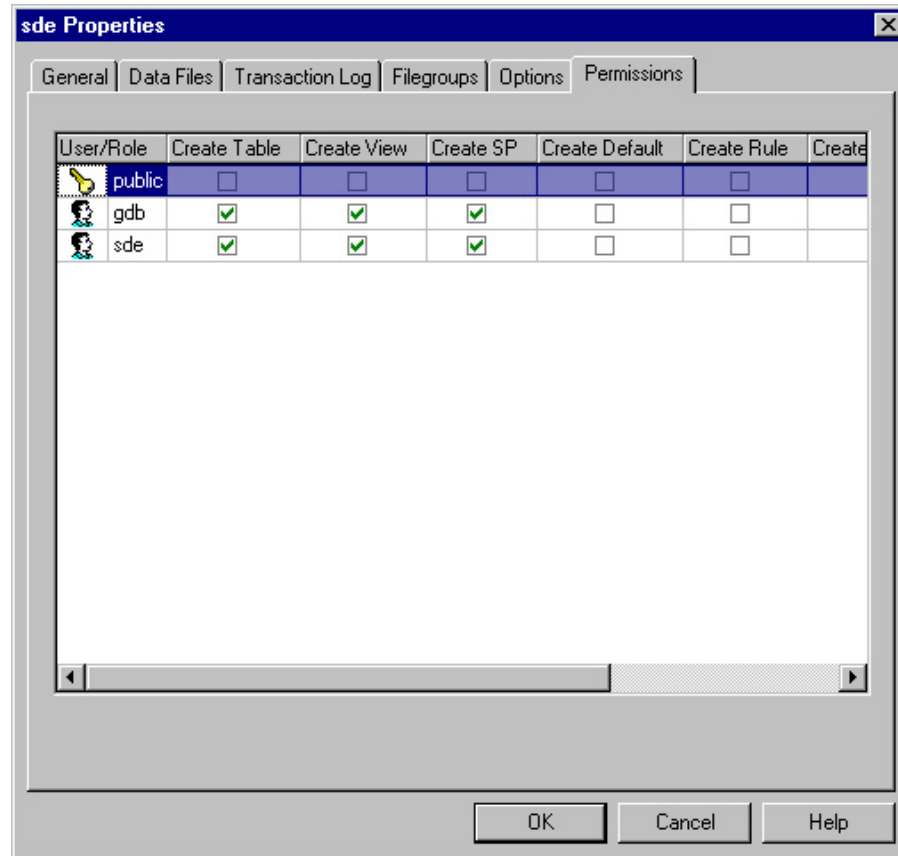 sde Properties
General Data Files Transaction Log Filegroups Options Permissions
User/Role Create Table Create View Create SP Create Default Create Rule Create
public
gdb
sde
OK Cancel Help